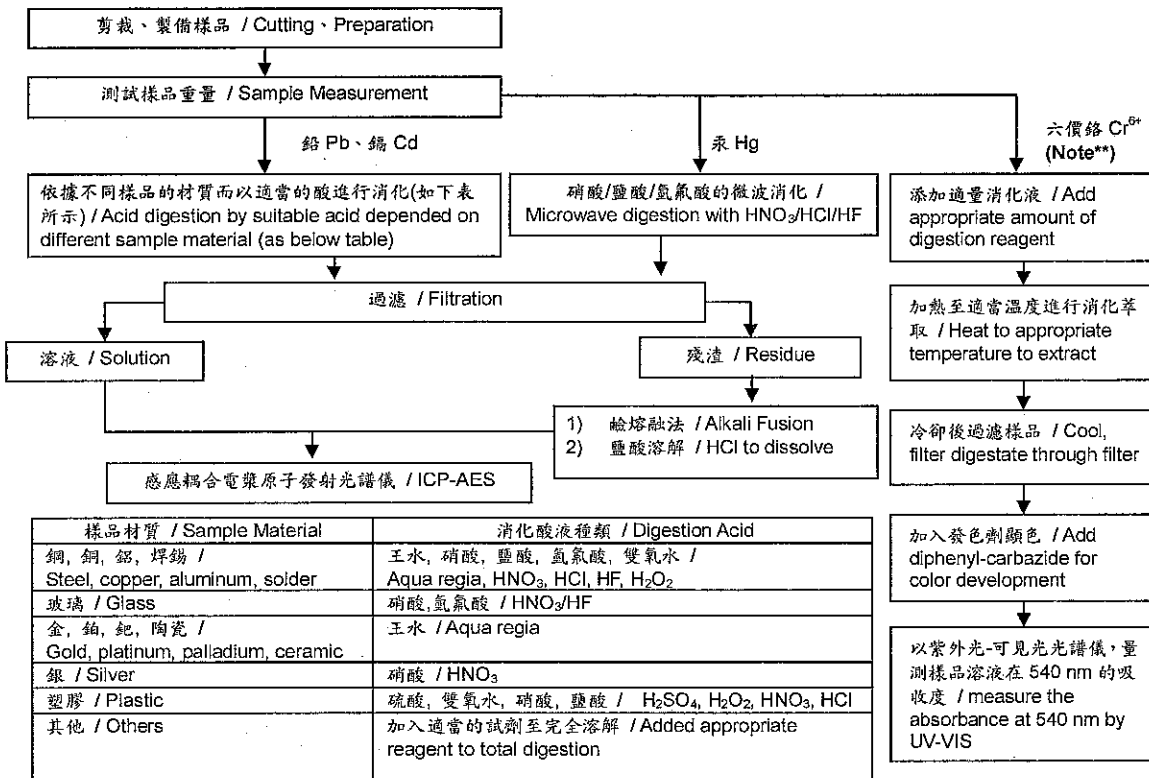 剪裁、製備樣品 / Cutting、Preparation
測試樣品重量 / Sample Measurement
鉛 Pb、鎘 Cd
汞 Hg
六價鉻 Cr6+
(Note**)
依據不同樣品的材質而以適當的酸進行消化(如下表
所示) / Acid digestion by suitable acid depended on
different sample material (as below table)
硝酸/鹽酸/氫氟酸的微波消化 /
Microwave digestion with HNO3/HCl/HF
添加適量消化液 / Add
appropriate amount of
digestion reagent
過濾 / Filtration
加熱至適當溫度進行消化萃
取 / Heat to appropriate
temperature to extract
溶液 / Solution
殘渣 / Residue
1) 鹼熔融法 / Alkali Fusion
2) 鹽酸溶解 / HCl to dissolve
冷卻後過濾樣品 / Cool,
filter digestate through filter
感應耦合電漿原子發射光譜儀 / ICP-AES
加入發色劑顯色 / Add
diphenyl-carbazide for
color development
以紫外光-可見光光譜儀，量
測樣品溶液在 540 nm 的吸
收度 / measure the
absorbance at 540 nm by
UV-VIS
樣品材質 / Sample Material
消化酸液種類 / Digestion Acid
鋼, 銅, 鋁, 焊錫 /
Steel, copper, aluminum, solder
王水, 硝酸, 鹽酸, 氫氟酸, 雙氧水 /
Aqua regia, HNO3, HCl, HF, H2O2
玻璃 / Glass
硝酸,氫氟酸 / HNO3/HF
金, 鉑, 鈀, 陶瓷 /
Gold, platinum, palladium, ceramic
王水 / Aqua regia
銀 / Silver
硝酸 / HNO3
塑膠 / Plastic
硫酸, 雙氧水, 硝酸, 鹽酸 / H2SO4, H2O2, HNO3, HCl
其他 / Others
加入適當的試劑至完全溶解 / Added appropriate
reagent to total digestion